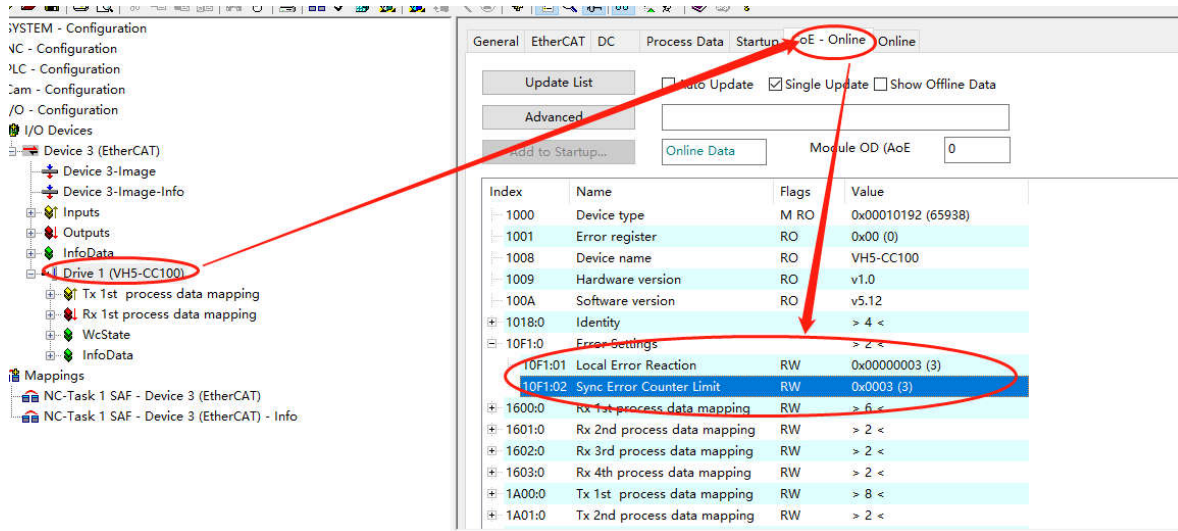 SYSTEM - Configuration
NC - Configuration
PLC - Configuration
Cam - Configuration
I/O - Configuration
I/O Devices
Device 3 (EtherCAT)
Device 3-Image
Device 3-Image-Info
Inputs
Outputs
InfoData
Drive 1 (VH5-CC100)
Tx 1st process data mapping
Rx 1st process data mapping
WcState
InfoData
Mappings
NC-Task 1 SAF - Device 3 (EtherCAT)
NC-Task 1 SAF - Device 3 (EtherCAT) - Info
General EtherCAT DC Process Data Startup CoE - Online Online
Update List Auto Update Single Update Show Offline Data
Advanced
Add to Startup... Online Data Module OD (AoE 0
Index Name Flags Value
1000 Device type M RO 0x00010192 (65938)
1001 Error register RO 0x00 (0)
1008 Device name RO VH5-CC100
1009 Hardware version RO v1.0
100A Software version RO v5.12
1018:0 Identity > 4 <
10F1:0 Error Settings > 2 <
10F1:01 Local Error Reaction RW 0x00000003 (3)
10F1:02 Sync Error Counter Limit RW 0x0003 (3)
1600:0 Rx 1st process data mapping RW > 6 <
1601:0 Rx 2nd process data mapping RW > 2 <
1602:0 Rx 3rd process data mapping RW > 2 <
1603:0 Rx 4th process data mapping RW > 2 <
1A00:0 Tx 1st process data mapping RW > 8 <
1A01:0 Tx 2nd process data mapping RW > 2 <